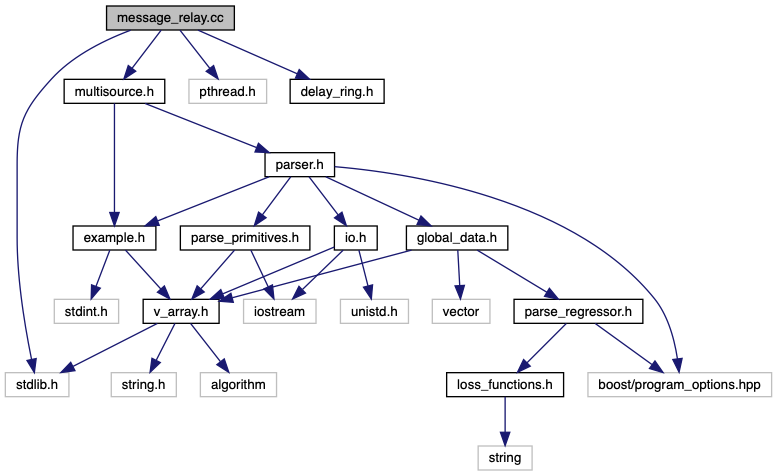 message_relay.cc
multisource.h
pthread.h
delay_ring.h
parser.h
example.h
parse_primitives.h
io.h
global_data.h
stdint.h
v_array.h
iostream
unistd.h
vector
parse_regressor.h
stdlib.h
string.h
algorithm
loss_functions.h
boost/program_options.hpp
string